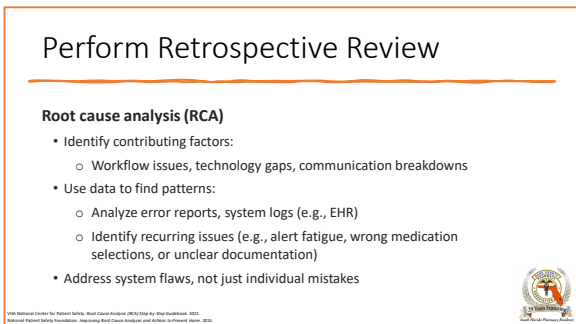 Perform Retrospective Review
Root cause analysis (RCA)
• Identify contributing factors:
o Workflow issues, technology gaps, communication breakdowns
• Use data to find patterns:
o Analyze error reports, system logs (e.g., EHR)
o Identify recurring issues (e.g., alert fatigue, wrong medication
selections, or unclear documentation)
• Address system flaws, not just individual mistakes
VHA National Center for Patient Safety. Root Cause Analysis (RCA) Step-by-Step Guidebook. 2021.
National Patient Safety Foundation. Improving Root Cause Analyses and Actions to Prevent Harm. 2015.